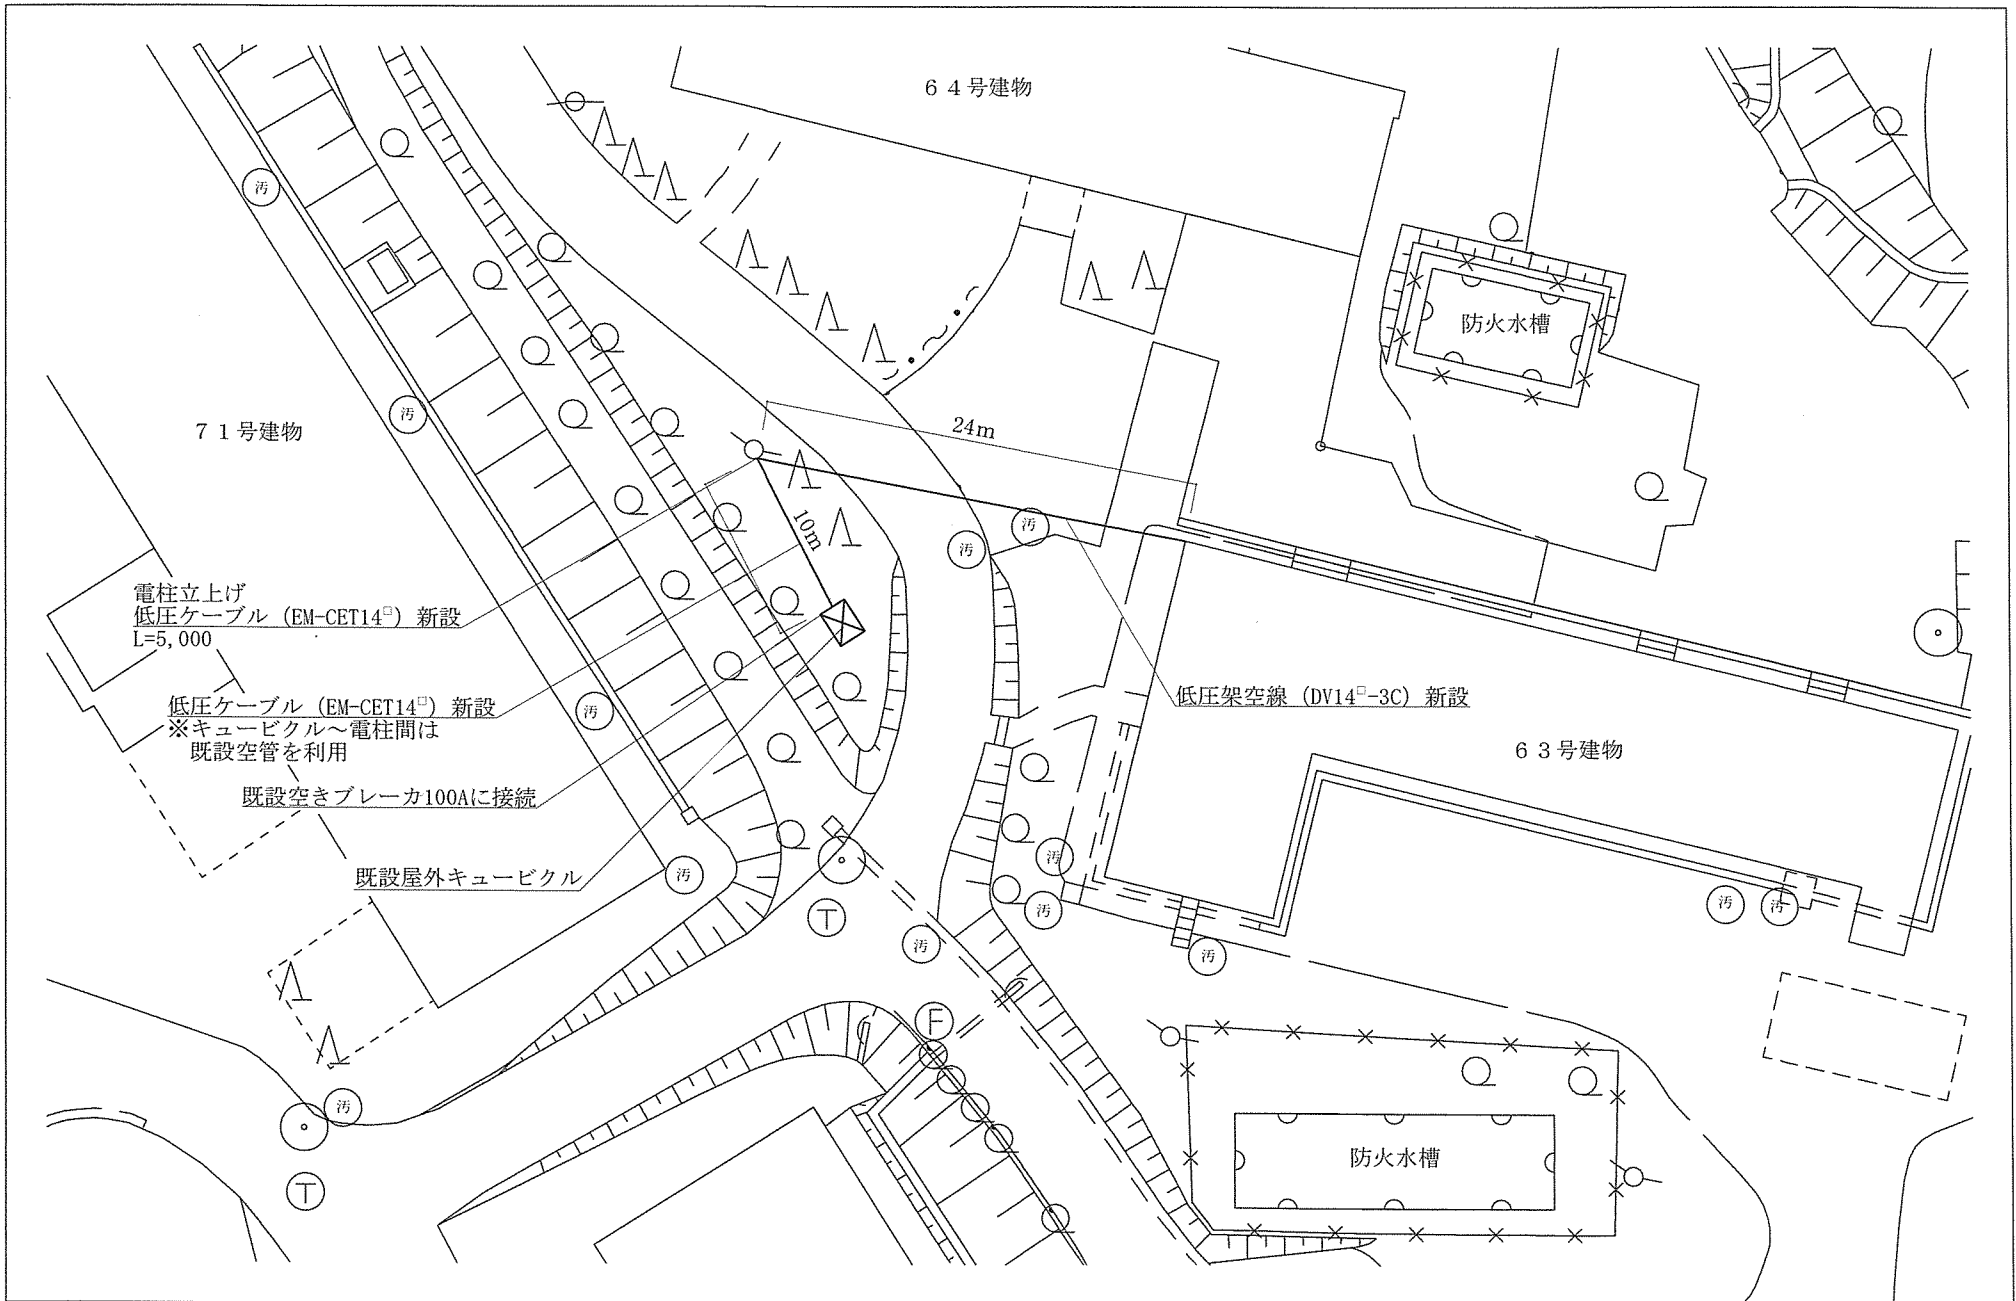 ６４号建物
汚
防火水槽
汚
７１号建物
24m
10m
汚
汚
電柱立上げ
低圧ケーブル（EM-CET14□）新設
L=5,000
低圧ケーブル（EM-CET14□）新設
※キュービクル～電柱間は
既設空管を利用
汚
低圧架空線（DV14□-3C）新設
６３号建物
既設空きブレーカ100Aに接続
既設屋外キュービクル
汚
汚
汚
汚
汚
汚
T
汚
汚
F
汚
防火水槽
T